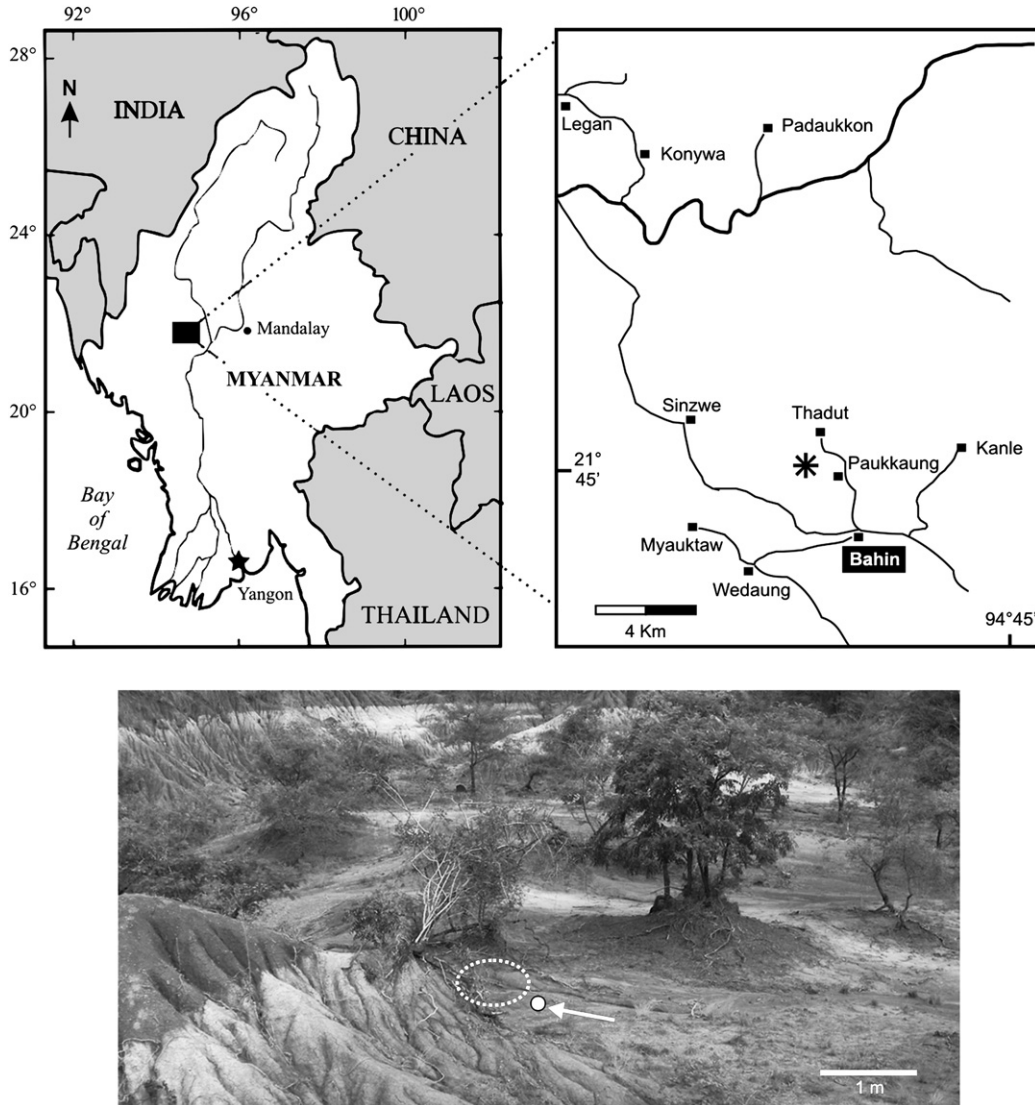 92°
96°
100°
28°
24°
20°
16°
N
INDIA
CHINA
Mandalay
MYANMAR
LAOS
Bay
of
Bengal
Yangon
THAILAND
Legan
Konywa
Padaukkon
Sinzwe
Thadut
Kanle
21°
45'
Paukkaung
Myauktaw
Bahin
Wedaung
4 Km
94°45'
1 m